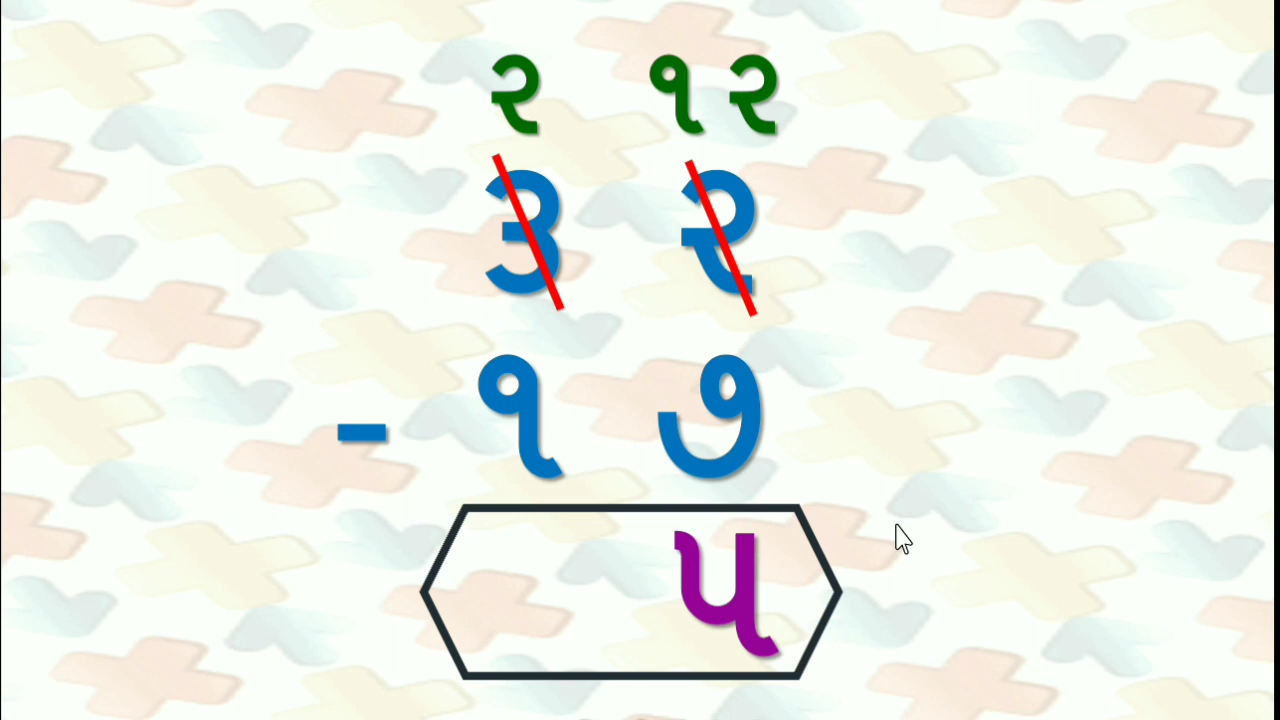 ૨ ૧૨
૩ ૨
- ૧ ૭
૫